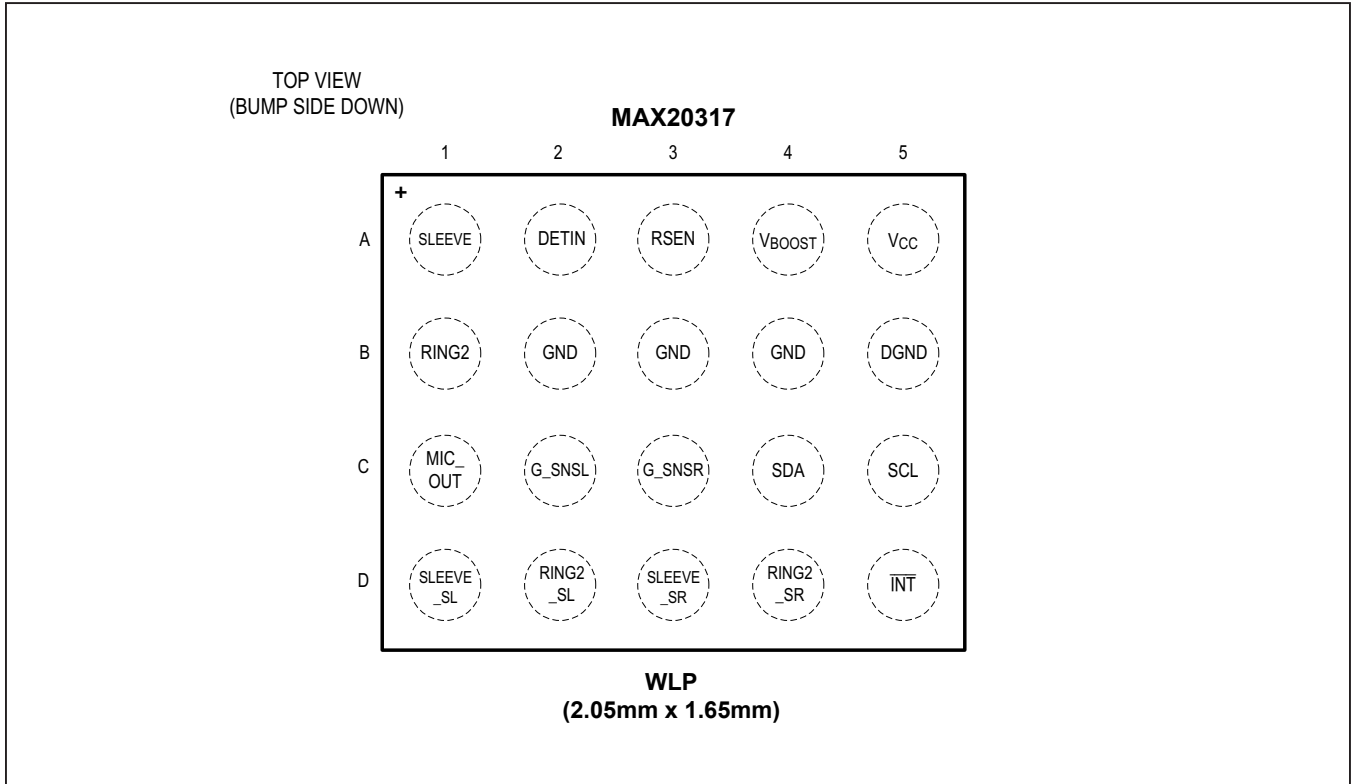 TOP VIEW
(BUMP SIDE DOWN)
MAX20317
1 2 3 4 5
+
A SLEEVE DETIN RSEN VBOOST VCC
B RING2 GND GND GND DGND
C MIC_
OUT G_SNSL G_SNSR SDA SCL
D SLEEVE
_SL RING2
_SL SLEEVE
_SR RING2
_SR INT
WLP
(2.05mm x 1.65mm)